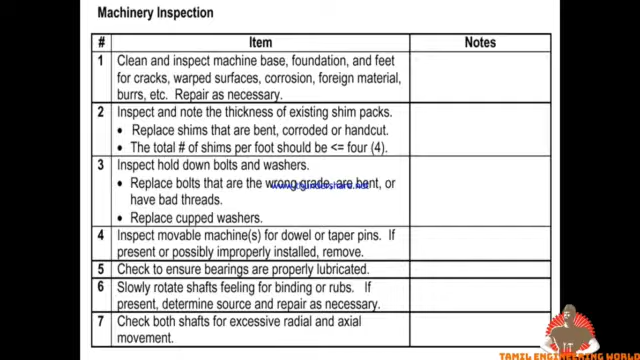 Machinery Inspection
# Item Notes
1 Clean and inspect machine base, foundation, and feet
for cracks, warped surfaces, corrosion, foreign material,
burrs, etc. Repair as necessary.
2 Inspect and note the thickness of existing shim packs.
• Replace shims that are bent, corroded or handcut.
• The total # of shims per foot should be <= four (4).
3 Inspect hold down bolts and washers.
• Replace bolts that are the wrong grade, are bent, or
have bad threads.
• Replace cupped washers.
4 Inspect movable machine(s) for dowel or taper pins. If
present or possibly improperly installed, remove.
5 Check to ensure bearings are properly lubricated.
6 Slowly rotate shafts feeling for binding or rubs. If
present, determine source and repair as necessary.
7 Check both shafts for excessive radial and axial
movement.
TAMIL ENGINEERING WORLD